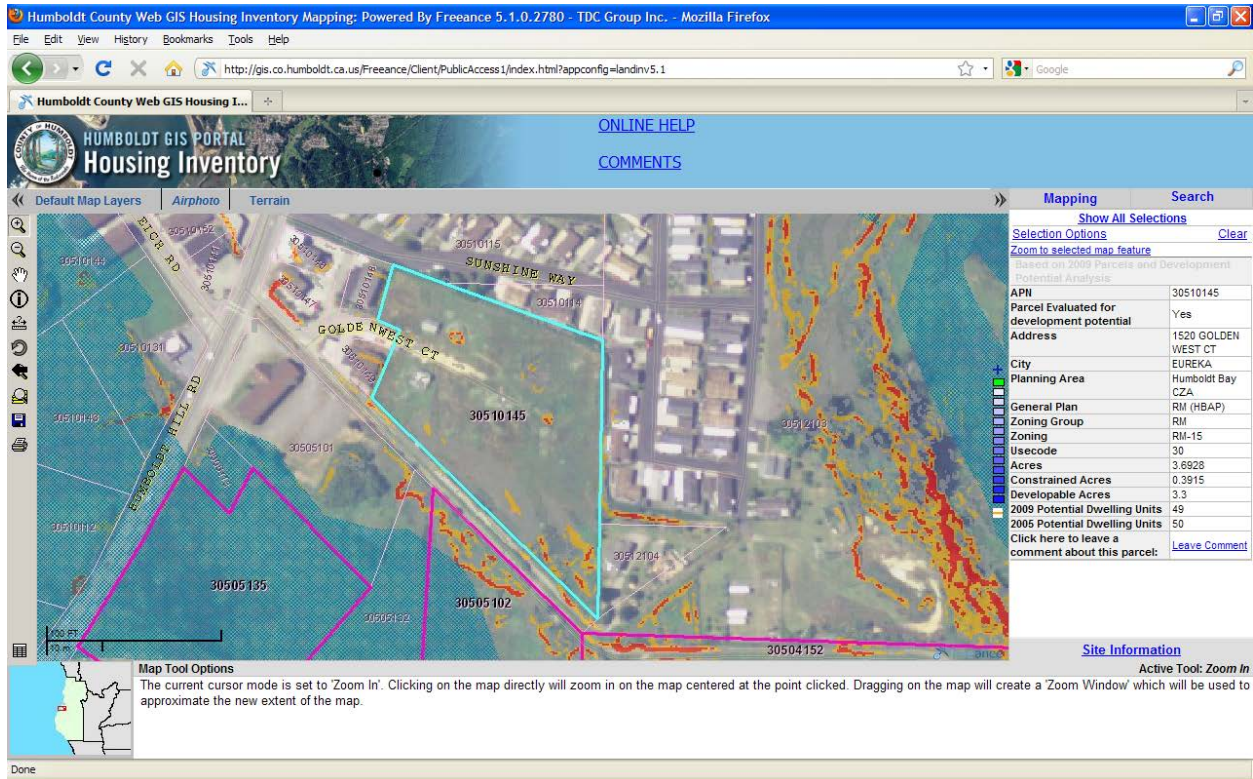 Humboldt County Web GIS Housing Inventory Mapping: Powered By Freeance 5.1.0.2780 - TDC Group Inc. - Mozilla Firefox
File Edit View History Bookmarks Tools Help
http://gis.co.humboldt.ca.us/Freeance/Client/PublicAccess1/index.html?appconfig=landinv5.1
Google
Humboldt County Web GIS Housing I...
HUMBOLDT GIS PORTAL
Housing Inventory
ONLINE HELP
COMMENTS
Default Map Layers Airphoto Terrain
Mapping Search
Show All Selections
Selection Options Clear
Zoom to selected map feature
Based on 2009 Parcels and Development
Potential Analysis
APN 30510145
Parcel Evaluated for
development potential Yes
Address 1520 GOLDEN
WEST CT
City EUREKA
Planning Area Humboldt Bay
CZA
General Plan RM (HBAP)
Zoning Group RM
Zoning RM-15
Usecode 30
Acres 3.6928
Constrained Acres 0.3915
Developable Acres 3.3
2009 Potential Dwelling Units 49
2005 Potential Dwelling Units 50
Click here to leave a
comment about this parcel: Leave Comment
EICH RD
30510152
30510144
30510115
SUNSHINE WAY
30510114
GOLDENWEST CT
30510131
HUMBOLDT HILL RD
30510145
30512103
30505101
30510112
30512104
30505135
30505102
30505132
30504152
100 FT
Site Information
Map Tool Options
Active Tool: Zoom In
The current cursor mode is set to 'Zoom In'. Clicking on the map directly will zoom in on the map centered at the point clicked. Dragging on the map will create a 'Zoom Window' which will be used to
approximate the new extent of the map.
Done